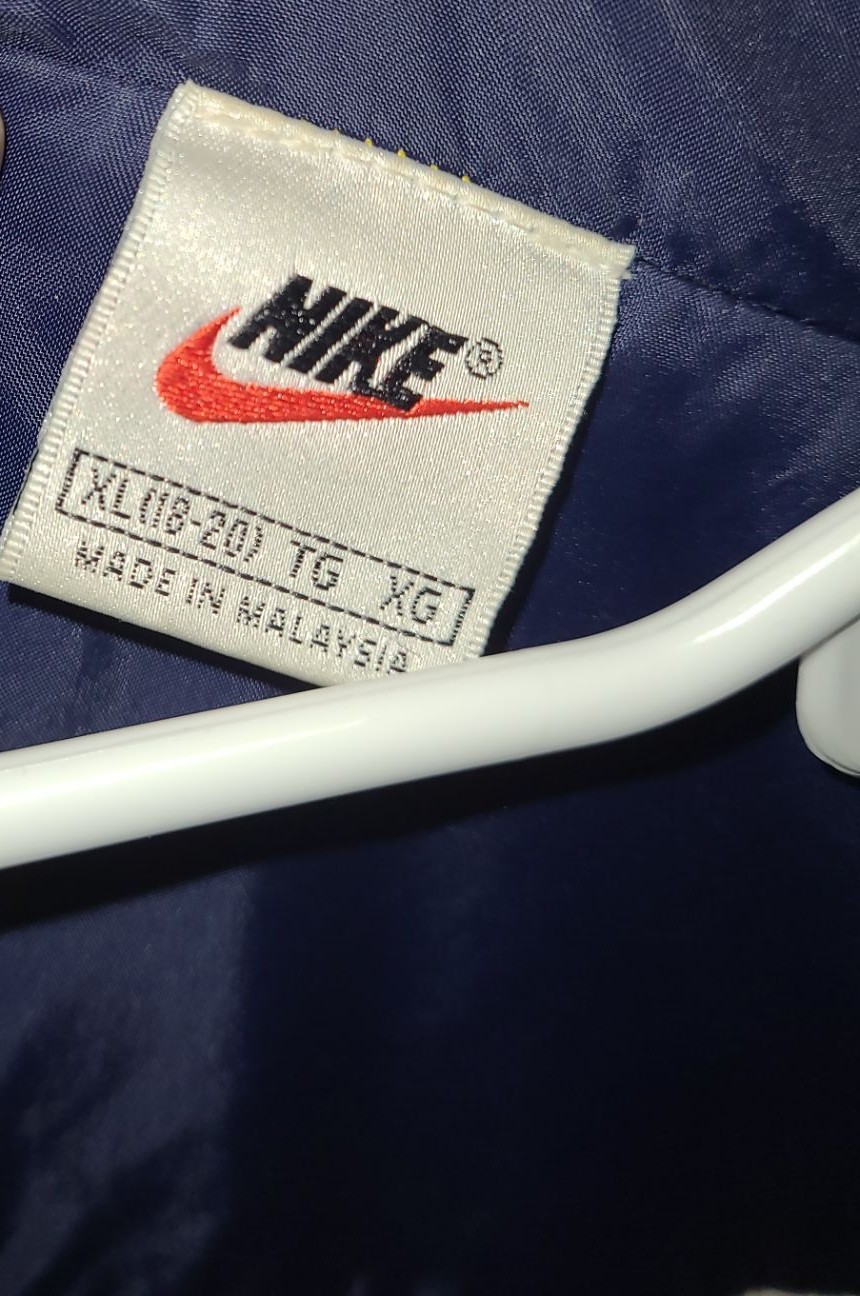 NIKE®
XL(18-20) TG XG
MADE IN MALAYSIA